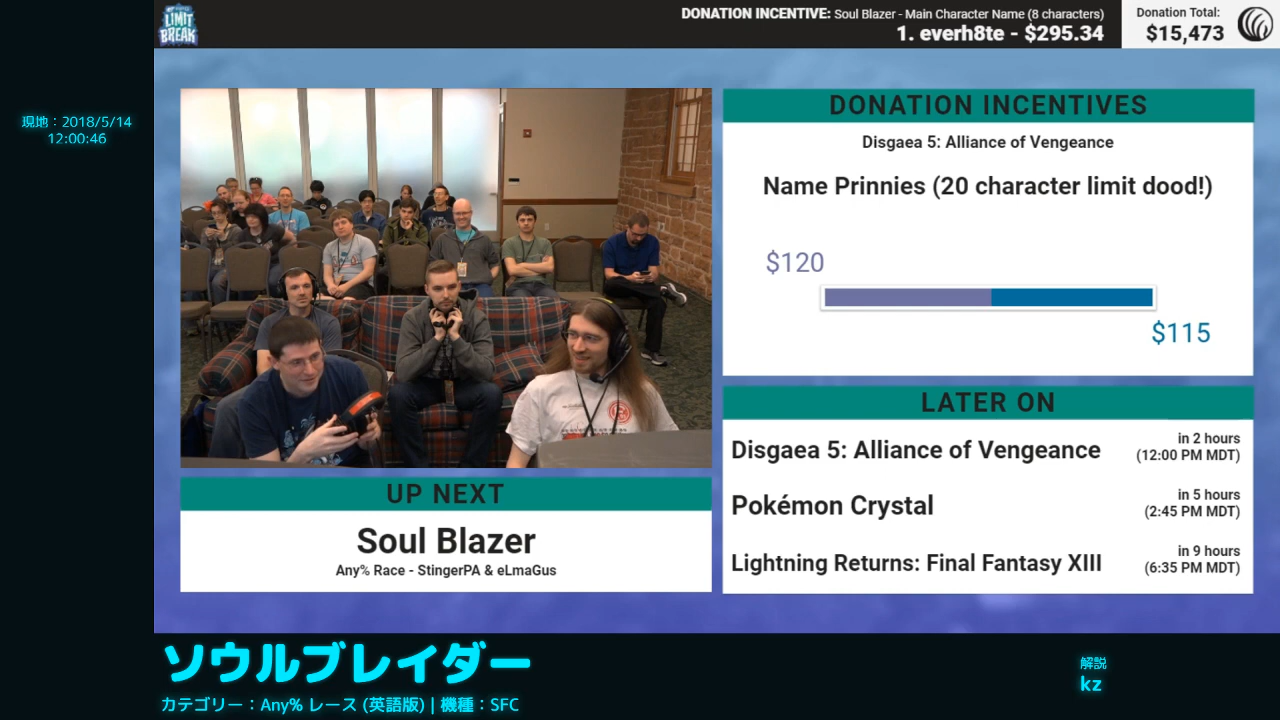 LIMIT
BREAK
DONATION INCENTIVE: Soul Blazer - Main Character Name (8 characters)
1. everh8te - $295.34
Donation Total:
$15,473
現地：2018/5/14
12:00:46
DONATION INCENTIVES
Disgaea 5: Alliance of Vengeance
Name Prinnies (20 character limit dood!)
$120
$115
LATER ON
Disgaea 5: Alliance of Vengeance
in 2 hours
(12:00 PM MDT)
Pokémon Crystal
in 5 hours
(2:45 PM MDT)
Lightning Returns: Final Fantasy XIII
in 9 hours
(6:35 PM MDT)
UP NEXT
Soul Blazer
Any% Race - StingerPA & eLmaGus
ソウルブレイダー
カテゴリー：Any% レース (英語版) | 機種：SFC
解説
kz